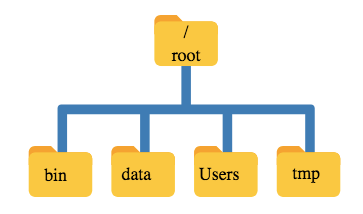 /
root
bin
data
Users
tmp